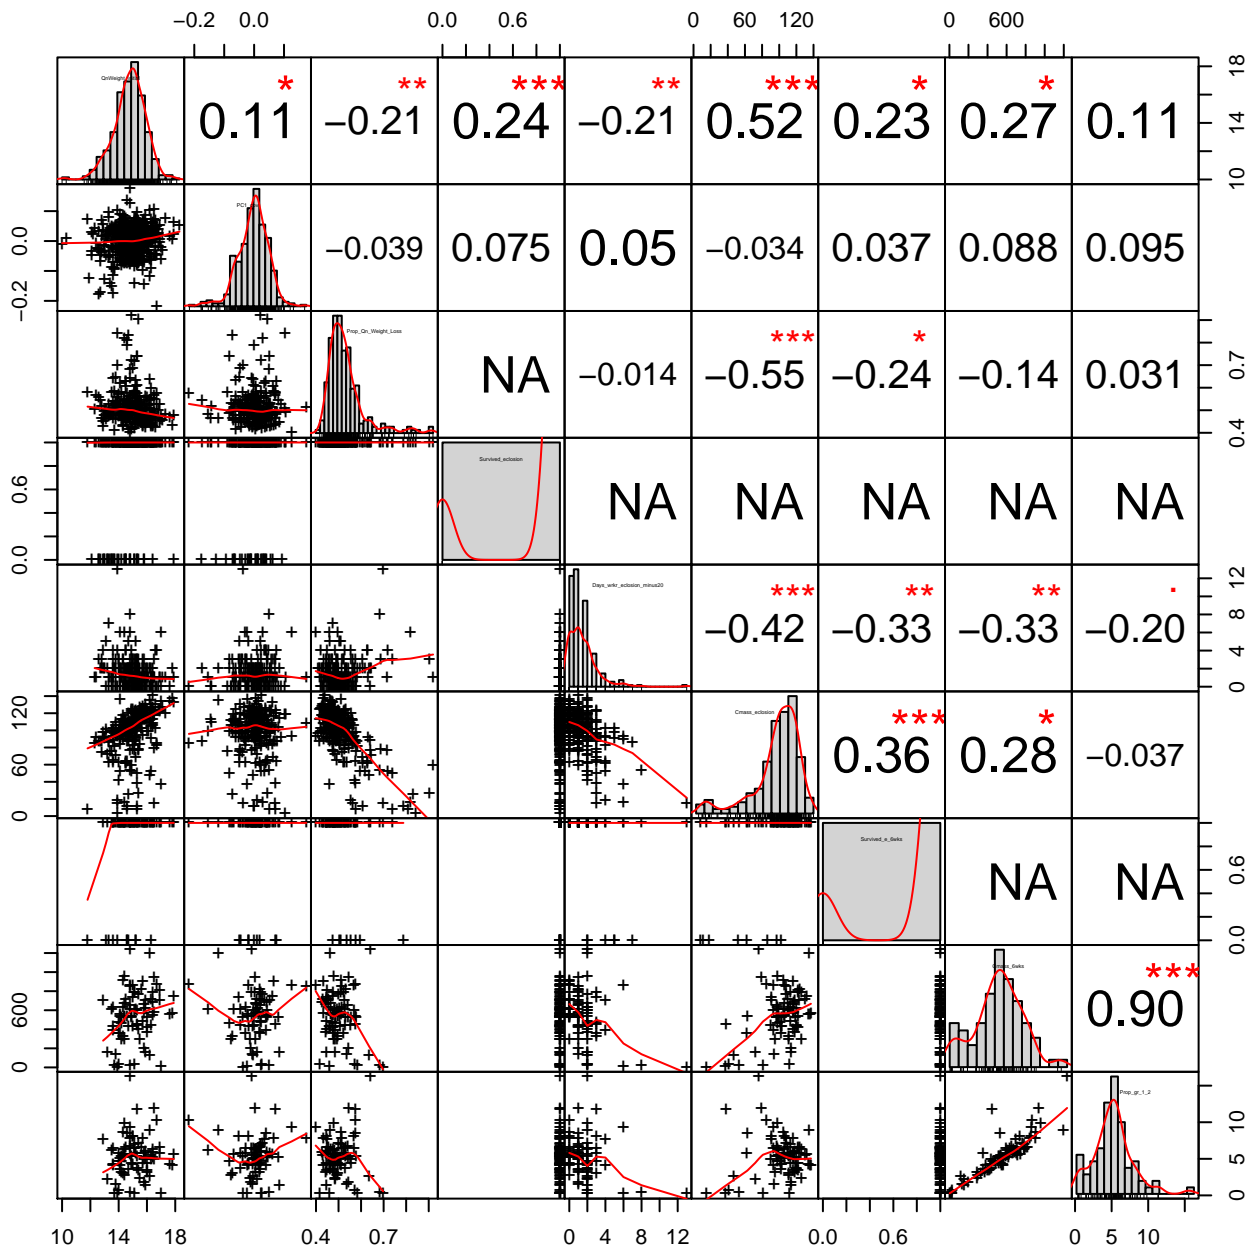 −0.2 0.0 0.0 0.6 0 60 120 0 600
* ** *** ** *** * *
0.11 −0.21 0.24 −0.21 0.52 0.23 0.27 0.11
10 14 18
0.0 −0.2
−0.039 0.075 0.05 −0.034 0.037 0.088 0.095
Prop_Qn_Weight_Loss
*** *
NA −0.014 −0.55 −0.24 −0.14 0.031
0.4 0.7
0.0 0.6
Survived_eclosion
NA NA NA NA NA
Days_wrkr_eclosion_minus20
*** ** ** .
−0.42 −0.33 −0.33 −0.20
0 4 8 12
0 60 120
Cmass_eclosion
*** *
0.36 0.28 −0.037
Survived_e_6wks
NA NA
0.0 0.6
0 600
Cmass_6wks
***
0.90
Prop_gr_1_2
0 5 10
10 14 18 0.4 0.7 0 4 8 12 0.0 0.6 0 5 10